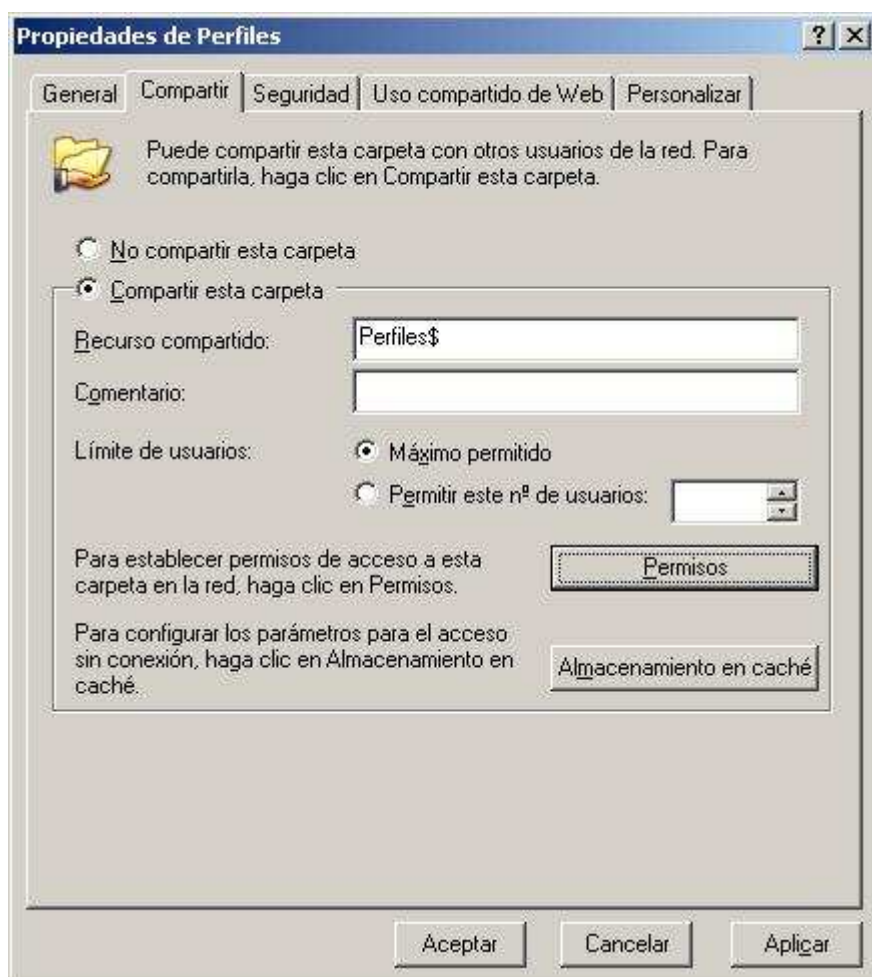 Propiedades de Perfiles
General Compartir Seguridad Uso compartido de Web Personalizar
Puede compartir esta carpeta con otros usuarios de la red. Para
compartirla, haga clic en Compartir esta carpeta.
No compartir esta carpeta
Compartir esta carpeta
Recurso compartido: Perfiles$
Comentario:
Límite de usuarios: Máximo permitido
Permitir este nº de usuarios:
Para establecer permisos de acceso a esta
carpeta en la red, haga clic en Permisos.
Permisos
Para configurar los parámetros para el acceso
sin conexión, haga clic en Almacenamiento en
caché.
Almacenamiento en caché
Aceptar Cancelar Aplicar